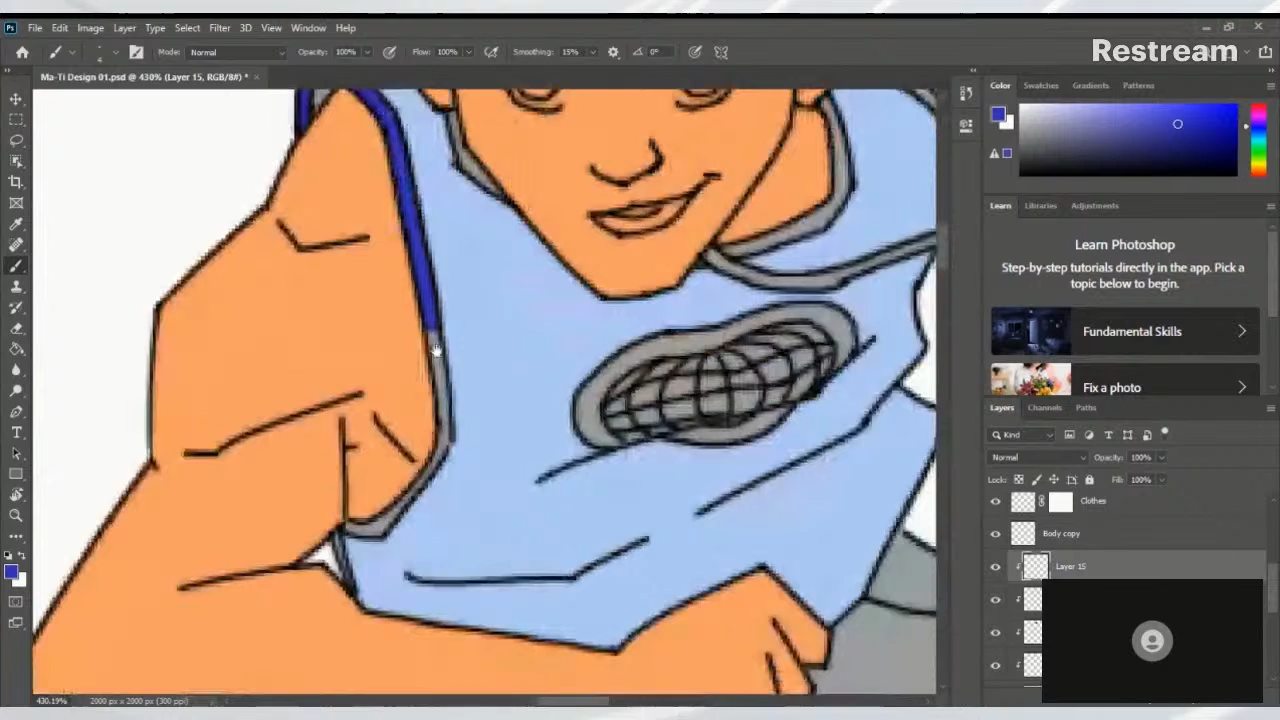 Ps File Edit Image Layer Type Select Filter 3D View Window Help
Restream
4 Mode: Normal Opacity: 100% Flow: 100% Smoothing: 15% 0°
Ma-Ti Design 01.psd @ 430% (Layer 15, RGB/8#) *
Color Swatches Gradients Patterns
Learn Libraries Adjustments
Learn Photoshop
Step-by-step tutorials directly in the app. Pick a
topic below to begin.
Fundamental Skills
Fix a photo
Layers Channels Paths
Kind
Normal Opacity: 100%
Lock: Fill: 100%
Clothes
Body copy
Layer 15
430.19% 2000 px x 2000 px (300 ppi)